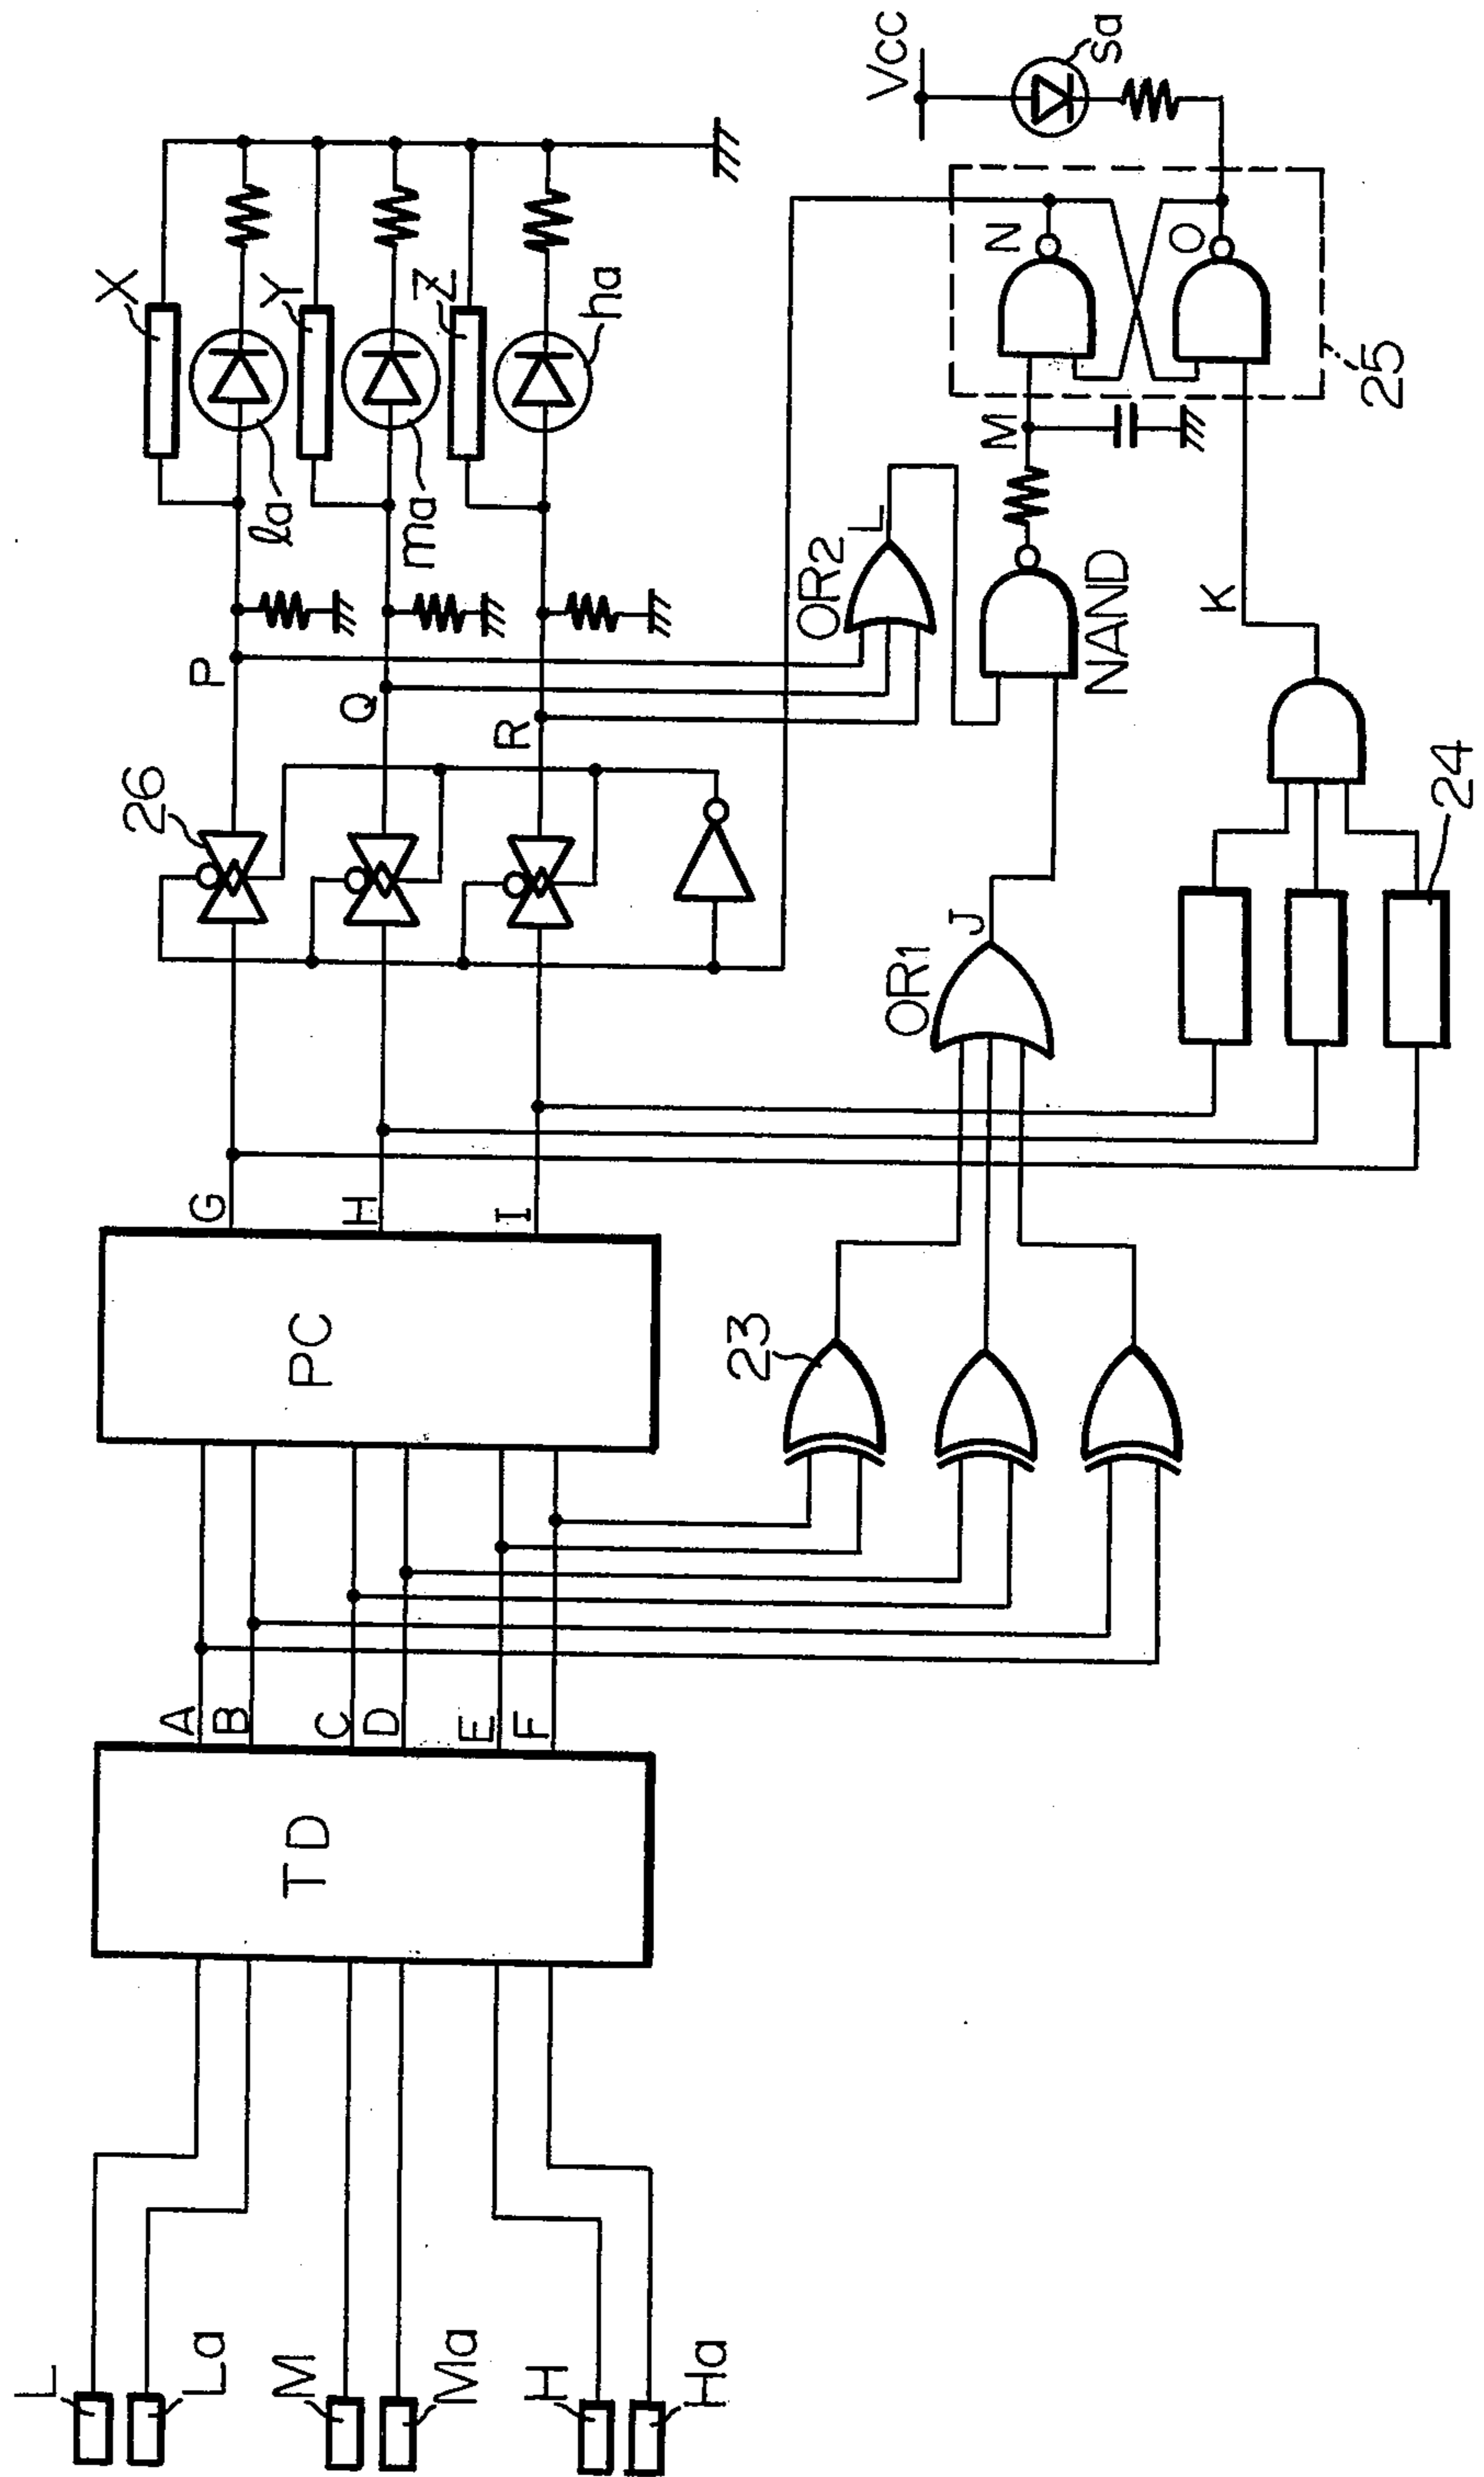 L
La
M
Ma
H
Ha
TD
A
B
C
D
E
F
PC
23
G
H
I
OR1
J
24
26
P
Q
R
OR2
L
NAND
K
M
ℓa
ma
ha
X
Y
Z
N
O
25
Vcc
sa